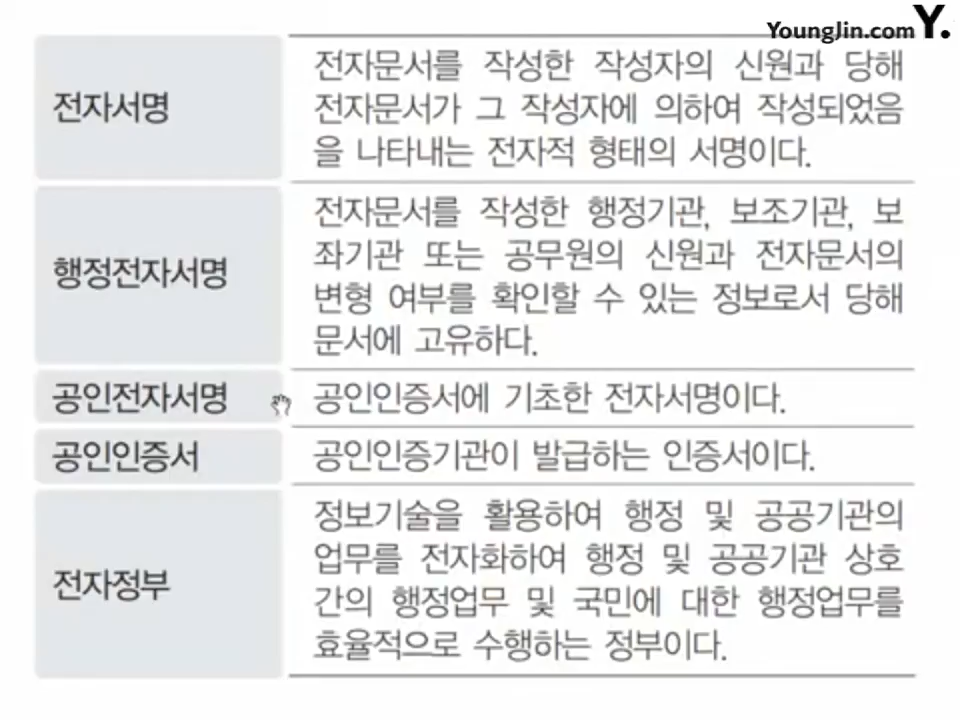 YoungJin.com Y.
전자서명
전자문서를 작성한 작성자의 신원과 당해
전자문서가 그 작성자에 의하여 작성되었음
을 나타내는 전자적 형태의 서명이다.
행정전자서명
전자문서를 작성한 행정기관, 보조기관, 보
좌기관 또는 공무원의 신원과 전자문서의
변형 여부를 확인할 수 있는 정보로서 당해
문서에 고유하다.
공인전자서명
공인인증서에 기초한 전자서명이다.
공인인증서
공인인증기관이 발급하는 인증서이다.
전자정부
정보기술을 활용하여 행정 및 공공기관의
업무를 전자화하여 행정 및 공공기관 상호
간의 행정업무 및 국민에 대한 행정업무를
효율적으로 수행하는 정부이다.